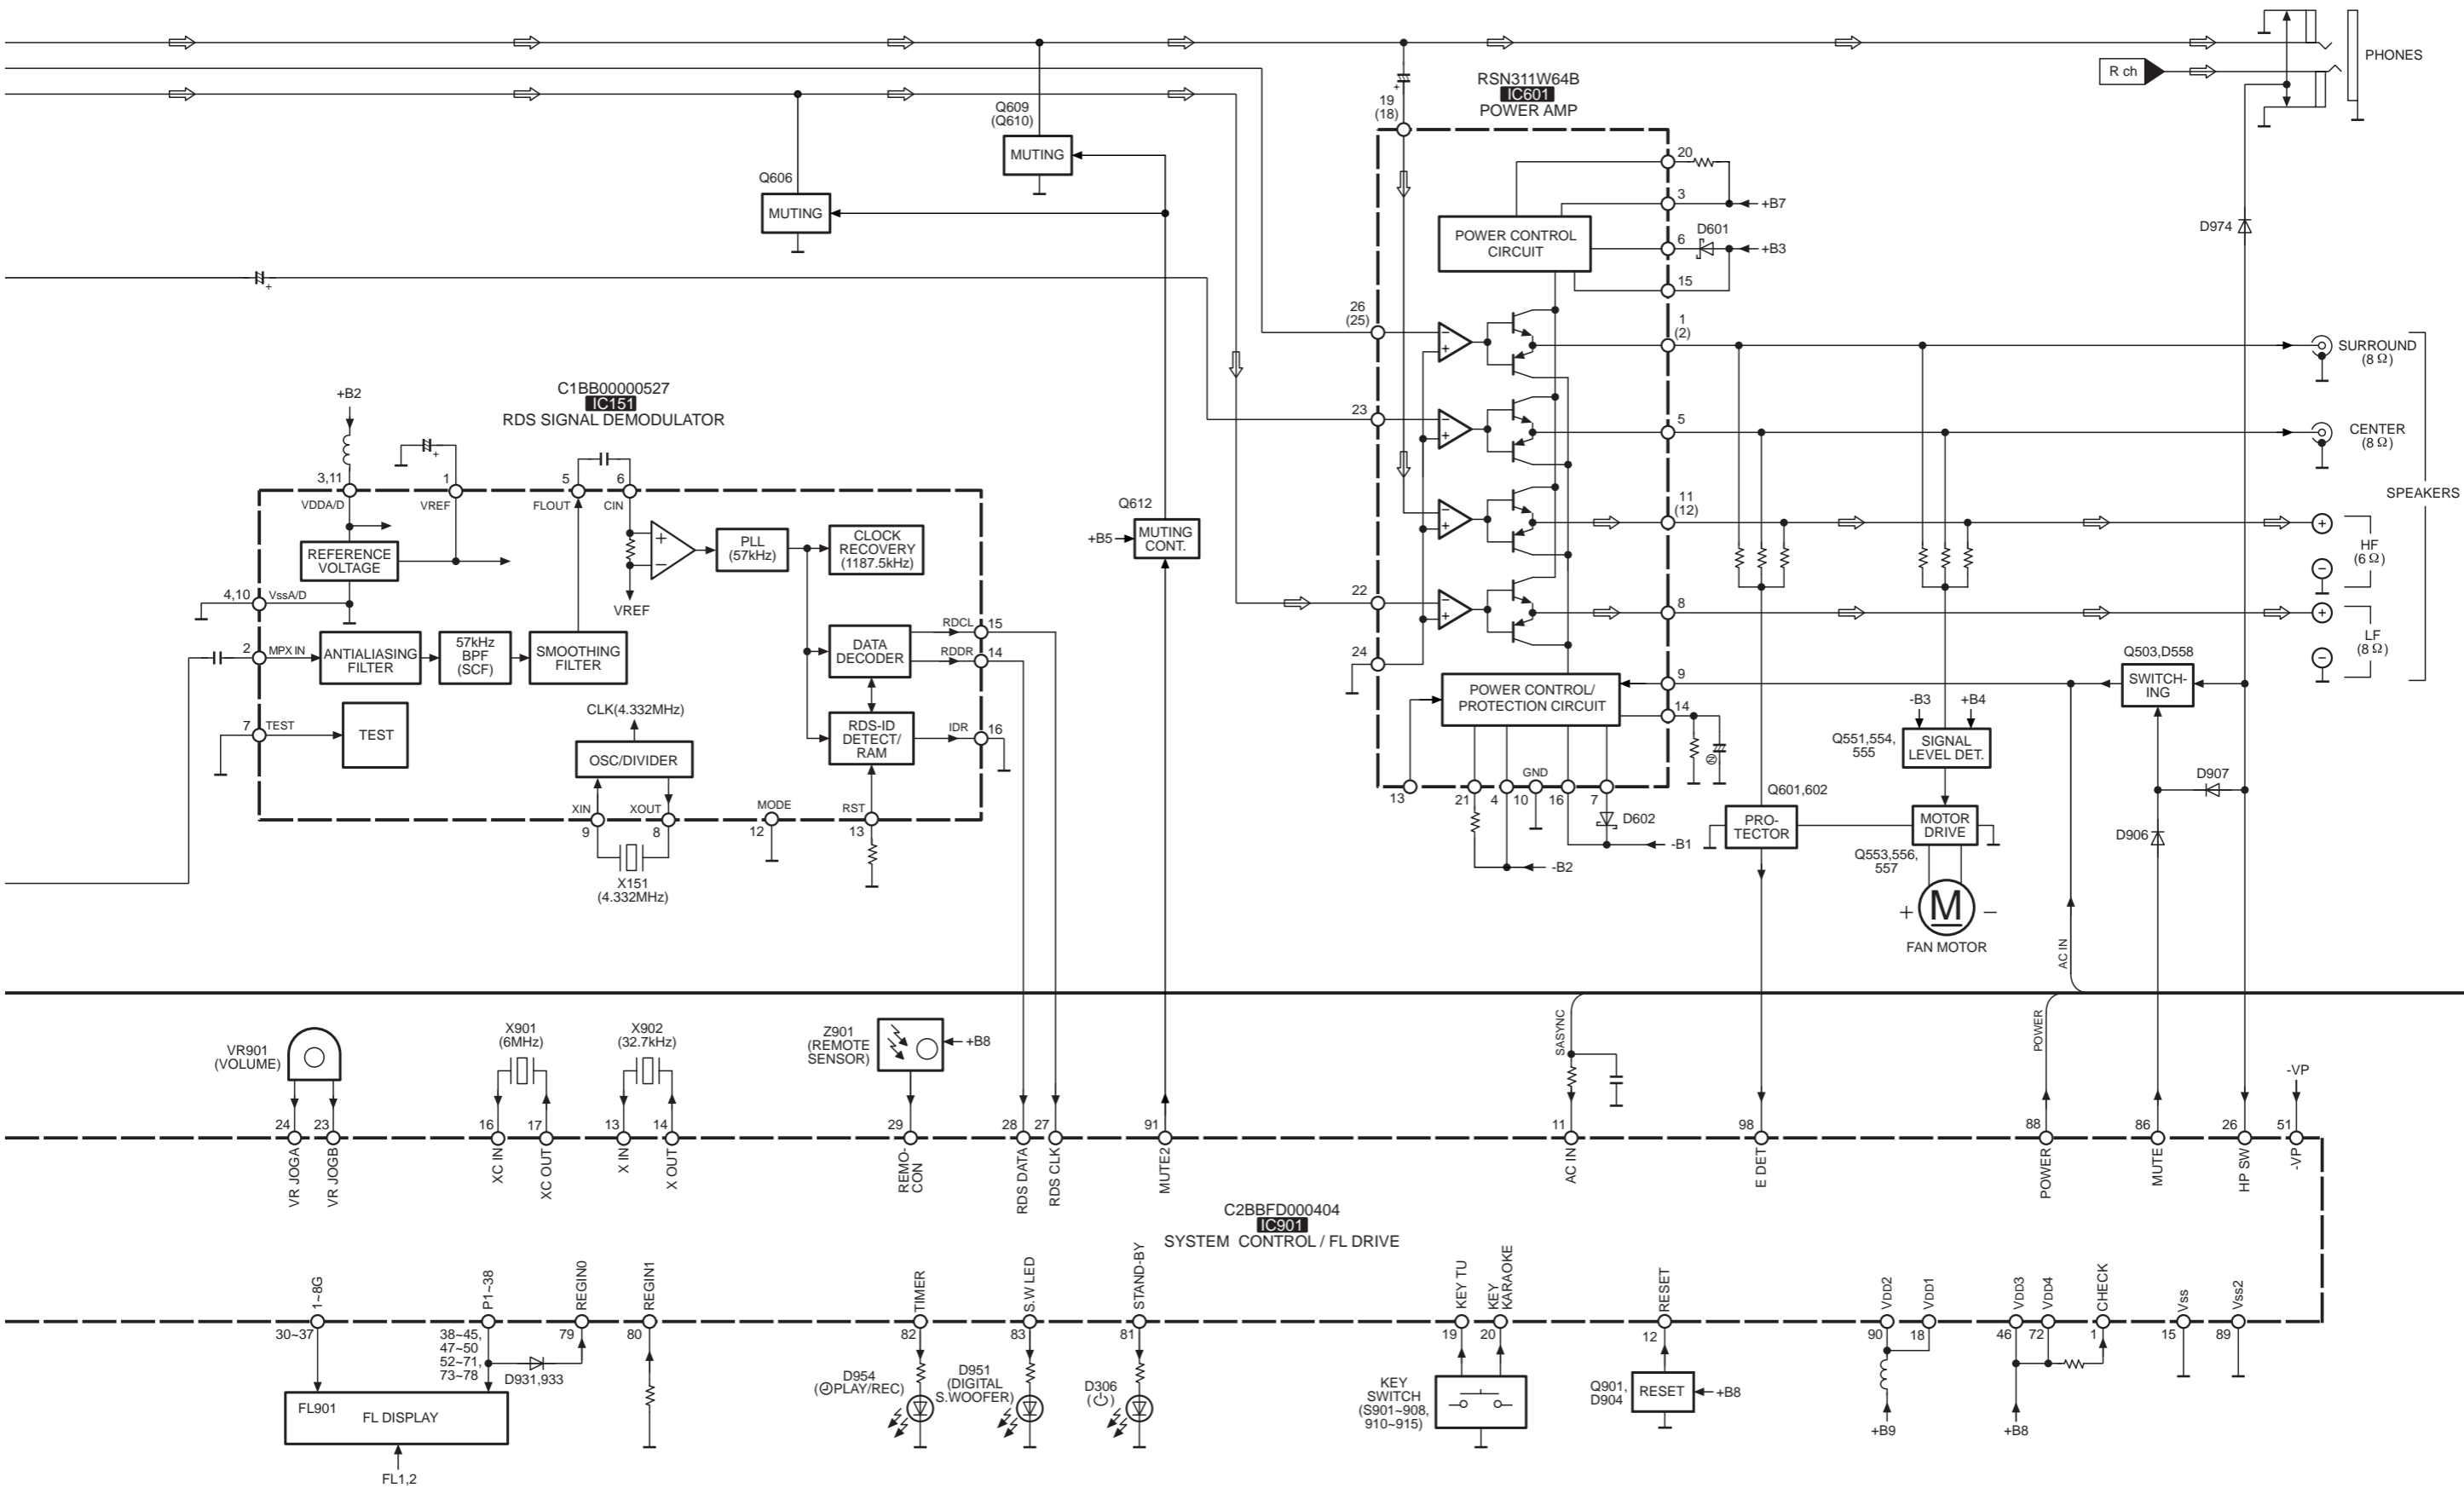 PHONES
R ch
RSN311W64B
IC601
POWER AMP
19
(18)
Q609
(Q610)
MUTING
Q606
MUTING
20
3
+B7
D601
6
+B3
15
POWER CONTROL
CIRCUIT
D974
26
(25)
1
(2)
SURROUND
(8 Ω)
23
5
CENTER
(8 Ω)
SPEAKERS
11
(12)
+
HF
(6 Ω)
−
22
8
+
LF
(8 Ω)
−
24
−
+
−
+
−
+
−
+
C1BB00000527
IC151
RDS SIGNAL DEMODULATOR
+B2
+
+
+
3,11
1
5
6
VDDA/D
VREF
FLOUT
CIN
REFERENCE
VOLTAGE
+
−
VREF
PLL
(57kHz)
CLOCK
RECOVERY
(1187.5kHz)
4,10
VssA/D
2
MPX IN
ANTIALIASING
FILTER
57kHz
BPF
(SCF)
SMOOTHING
FILTER
DATA
DECODER
RDCL
15
RDDR
14
7
TEST
TEST
CLK(4.332MHz)
OSC/DIVIDER
RDS-ID
DETECT/
RAM
IDR
16
XIN
XOUT
MODE
RST
9
8
12
13
X151
(4.332MHz)
Q612
+B5
MUTING
CONT.
POWER CONTROL/
PROTECTION CIRCUIT
9
14
GND
13
21
4
10
16
7
D602
-B1
-B2
Q503,D558
SWITCH-
ING
-B3
+B4
Q551,554,
555
SIGNAL
LEVEL DET.
D907
D906
Q601,602
PRO-
TECTOR
MOTOR
DRIVE
Q553,556,
557
+
M
−
FAN MOTOR
AC IN
VR901
(VOLUME)
X901
(6MHz)
X902
(32.7kHz)
Z901
(REMOTE
SENSOR)
+B8
SASYNC
POWER
-VP
24
23
16
17
13
14
29
28
27
91
11
98
88
86
26
51
VR JOGA
VR JOGB
XC IN
XC OUT
X IN
X OUT
REMO-
CON
RDS DATA
RDS CLK
MUTE2
AC IN
E DET
POWER
MUTE
HP SW
-VP
C2BBFD000404
IC901
SYSTEM CONTROL / FL DRIVE
1~8G
P1~38
REGIN0
REGIN1
TIMER
S.W LED
STAND-BY
KEY TU
KEY
KARAOKE
RESET
VDD2
VDD1
VDD3
VDD4
CHECK
Vss
Vss2
30~37
38~45,
47~50
52~71,
73~78
79
80
82
83
81
19
20
12
90
18
46
72
1
15
89
D931,933
D954
(PLAY/REC)
D951
(DIGITAL
S.WOOFER)
D306
KEY
SWITCH
(S901~908,
910~915)
Q901,
D904
RESET
+B8
+B9
+B8
FL901
FL DISPLAY
FL1,2